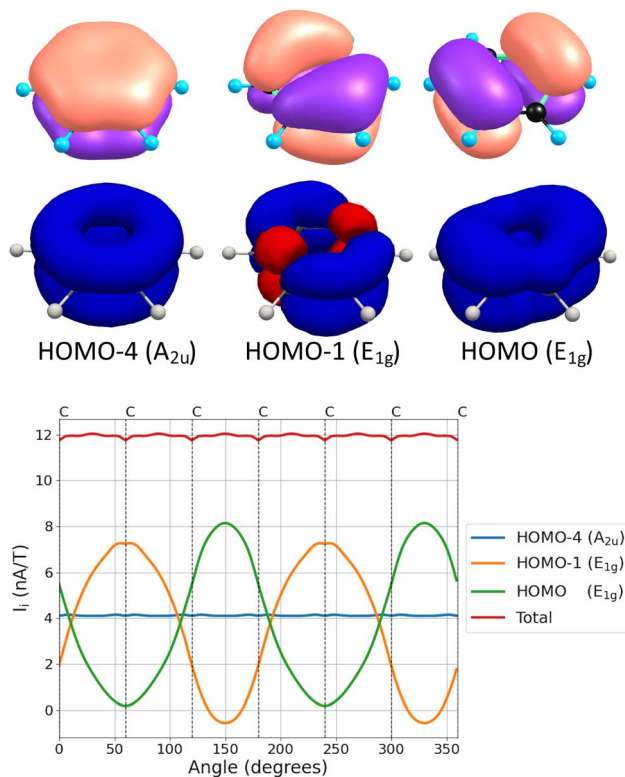 HOMO-4 (A2u) HOMO-1 (E1g) HOMO (E1g)
C C C C C C C
12
10
8
6
4
2
0
Ii (nA/T)
0 50 100 150 200 250 300 350
Angle (degrees)
HOMO-4 (A2u)
HOMO-1 (E1g)
HOMO (E1g)
Total